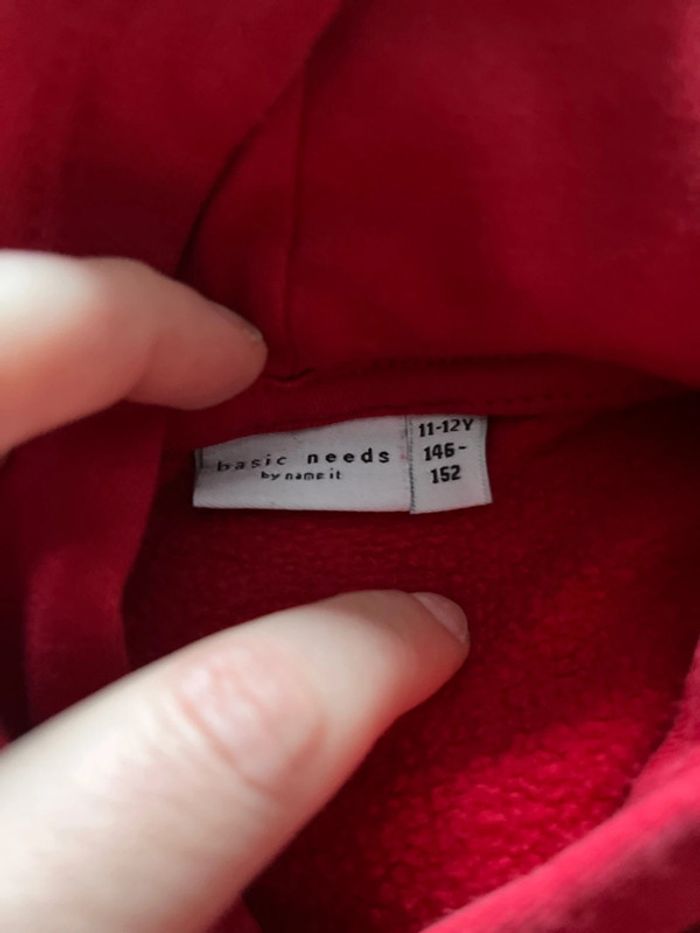 basic needs
by name it
11-12Y
146-
152